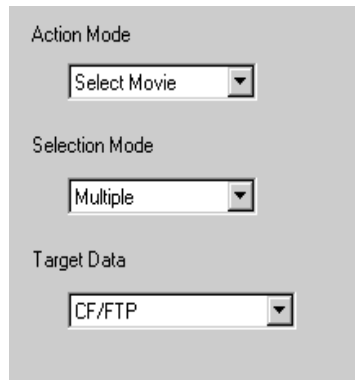 Action Mode
Select Movie
Selection Mode
Multiple
Target Data
CF/FTP